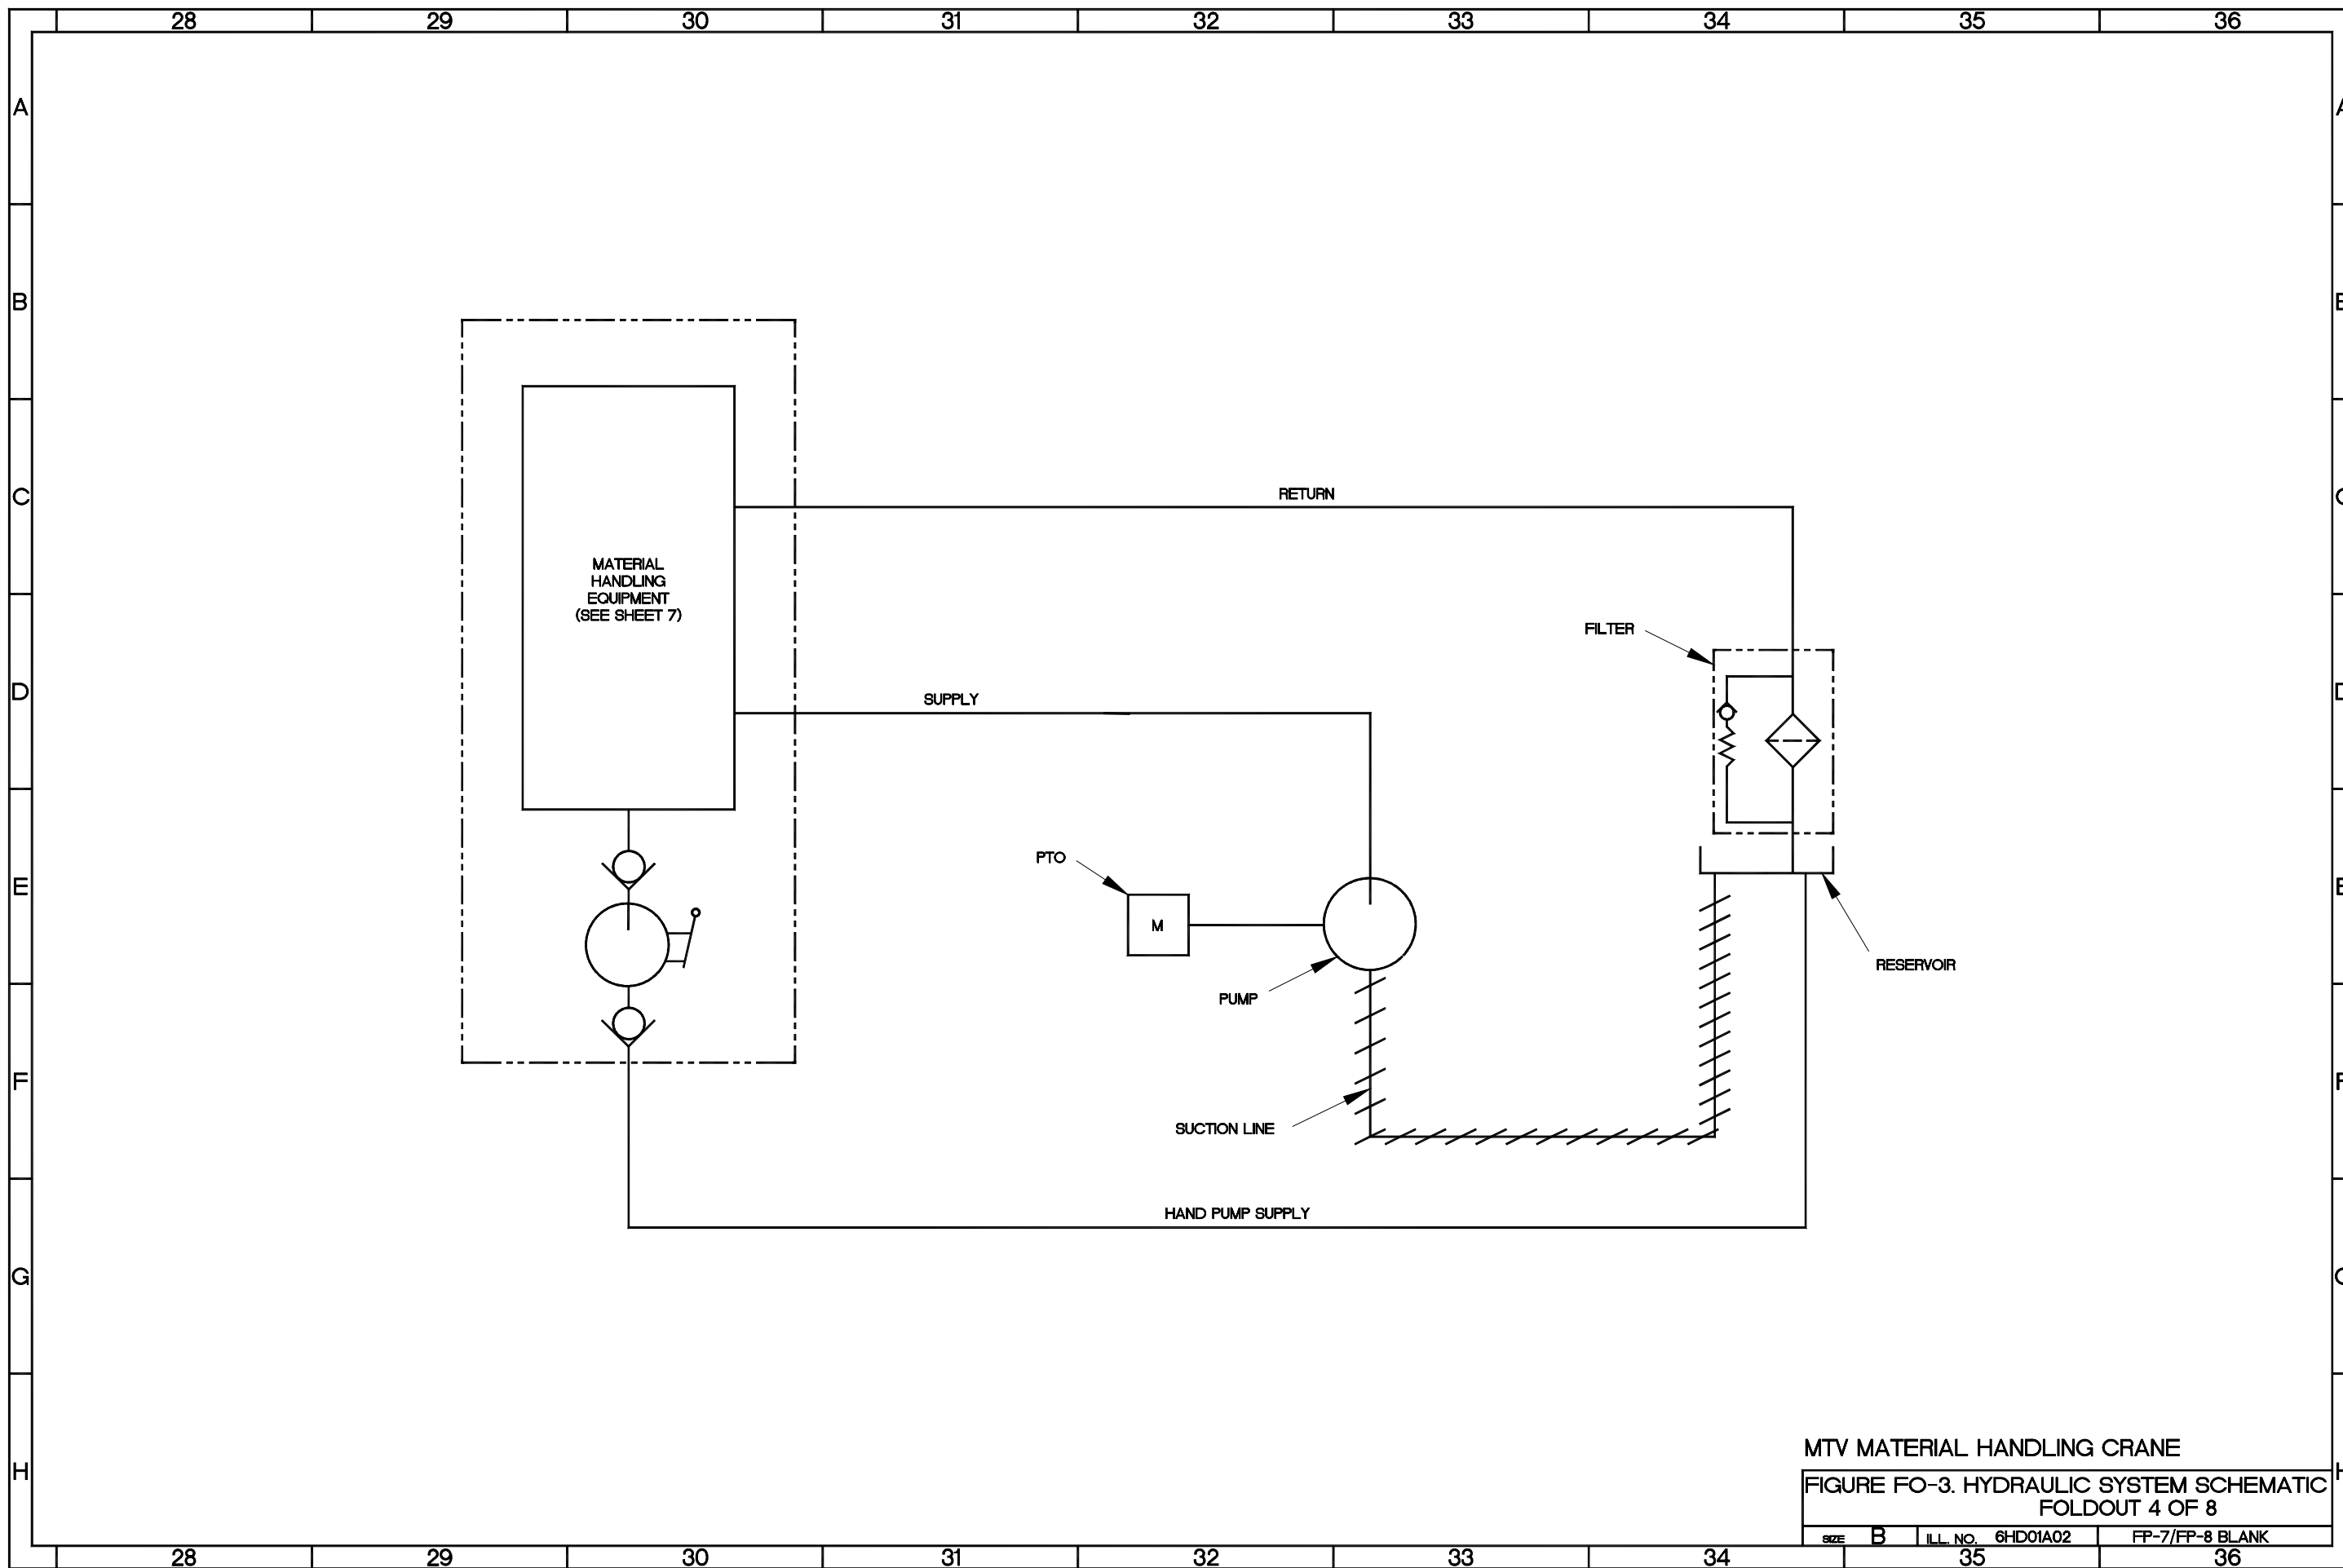 28 29 30 31 32 33 34 35 36
A A
B B
C C
RETURN
MATERIAL
HANDLING
EQUIPMENT
(SEE SHEET 7)
FILTER
D D
SUPPLY
PTO
E E
M
RESERVOIR
PUMP
F F
SUCTION LINE
HAND PUMP SUPPLY
G G
MTV MATERIAL HANDLING CRANE
H H
FIGURE FO-3. HYDRAULIC SYSTEM SCHEMATIC
FOLDOUT 4 OF 8
SIZE B ILL. NO. 6HD01A02 FP-7/FP-8 BLANK
28 29 30 31 32 33 34 35 36